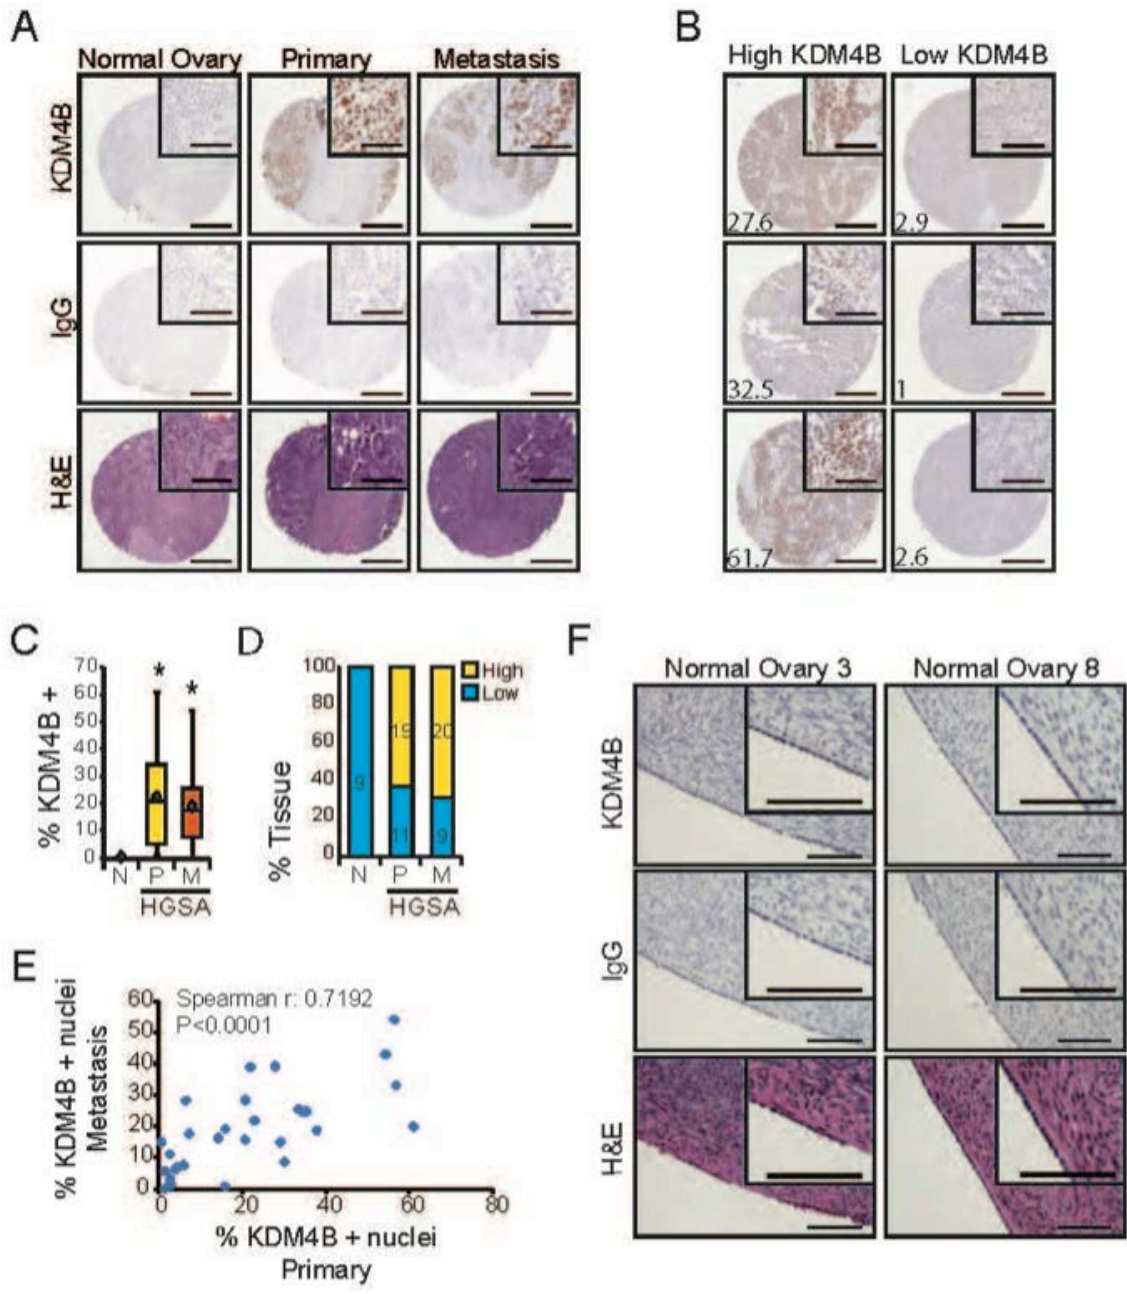 A
Normal Ovary Primary Metastasis
KDM4B
IgG
H&E
B
High KDM4B Low KDM4B
27.6 2.9
32.5 1
61.7 2.6
C
% KDM4B +
70
60
50
40
30
20
10
0
* *
N P M
HGSA
D
% Tissue
100
80
60
40
20
0
High
Low
9
19
11
20
9
N P M
HGSA
E
% KDM4B + nuclei
Metastasis
60
50
40
30
20
10
0
Spearman r: 0.7192
P<0.0001
0 20 40 60 80
% KDM4B + nuclei
Primary
F
Normal Ovary 3 Normal Ovary 8
KDM4B
IgG
H&E